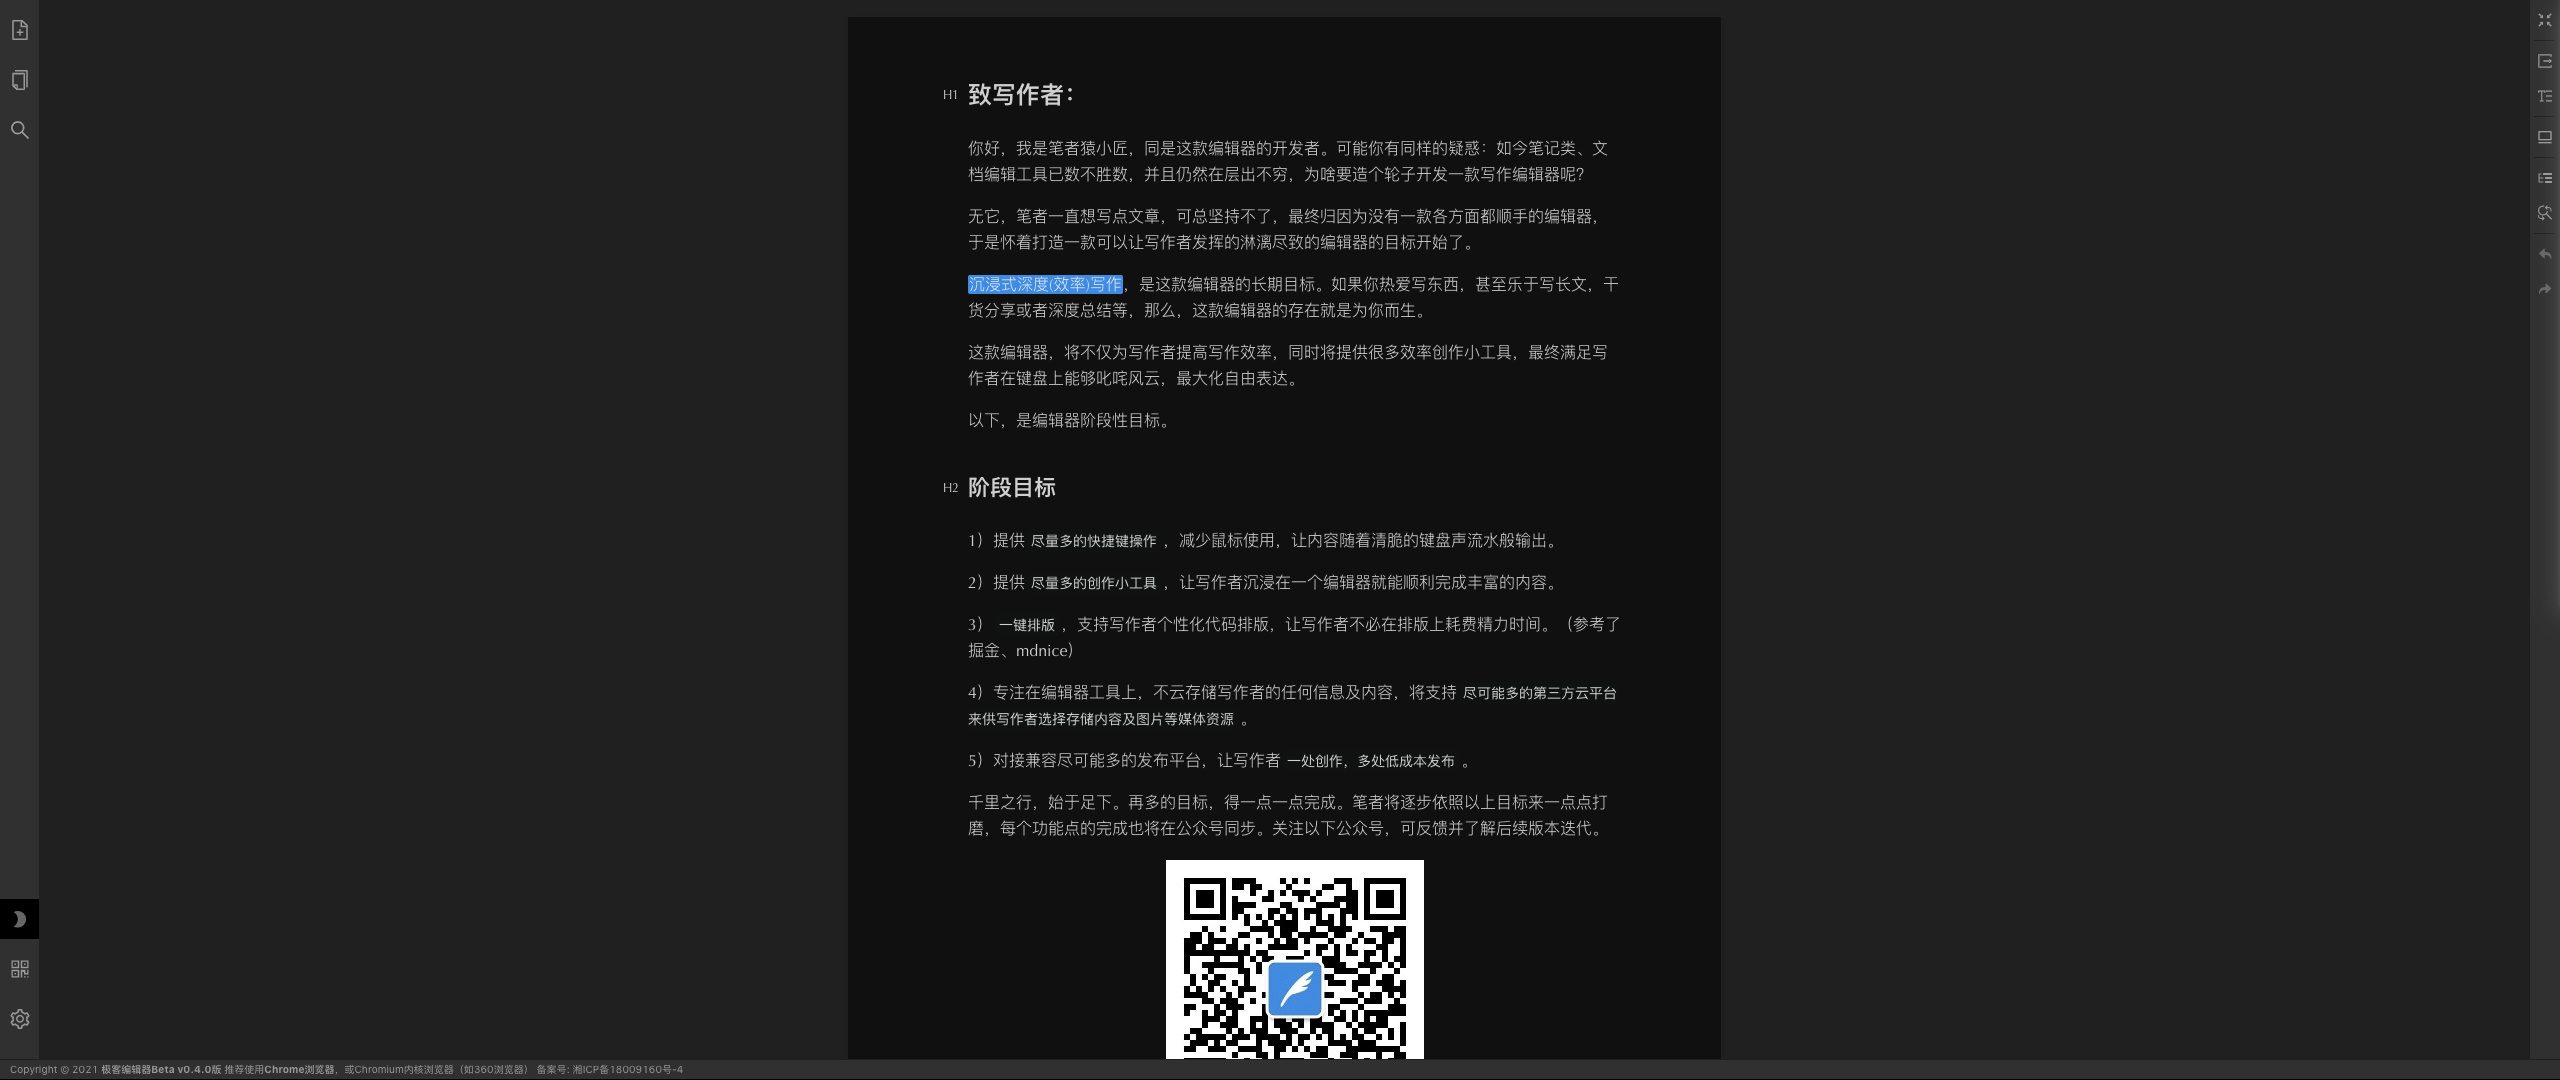 H1 致写作者：
你好，我是笔者猿小匠，同是这款编辑器的开发者。可能你有同样的疑惑：如今笔记类、文
档编辑工具已数不胜数，并且仍然在层出不穷，为啥要造个轮子开发一款写作编辑器呢？
无它，笔者一直想写点文章，可总坚持不了，最终归因为没有一款各方面都顺手的编辑器，
于是怀着打造一款可以让写作者发挥的淋漓尽致的编辑器的目标开始了。
沉浸式深度(效率)写作，是这款编辑器的长期目标。如果你热爱写东西，甚至乐于写长文，干
货分享或者深度总结等，那么，这款编辑器的存在就是为你而生。
这款编辑器，将不仅为写作者提高写作效率，同时将提供很多效率创作小工具，最终满足写
作者在键盘上能够叱咤风云，最大化自由表达。
以下，是编辑器阶段性目标。
H2 阶段目标
1）提供 尽量多的快捷键操作 ，减少鼠标使用，让内容随着清脆的键盘声流水般输出。
2）提供 尽量多的创作小工具 ，让写作者沉浸在一个编辑器就能顺利完成丰富的内容。
3） 一键排版 ，支持写作者个性化代码排版，让写作者不必在排版上耗费精力时间。（参考了
掘金、mdnice）
4）专注在编辑器工具上，不云存储写作者的任何信息及内容，将支持 尽可能多的第三方云平台
来供写作者选择存储内容及图片等媒体资源 。
5）对接兼容尽可能多的发布平台，让写作者 一处创作，多处低成本发布 。
千里之行，始于足下。再多的目标，得一点一点完成。笔者将逐步依照以上目标来一点点打
磨，每个功能点的完成也将在公众号同步。关注以下公众号，可反馈并了解后续版本迭代。
Copyright © 2021 极客编辑器Beta v0.4.0版 推荐使用Chrome浏览器，或Chromium内核浏览器（如360浏览器） 备案号: 湘ICP备18009160号-4